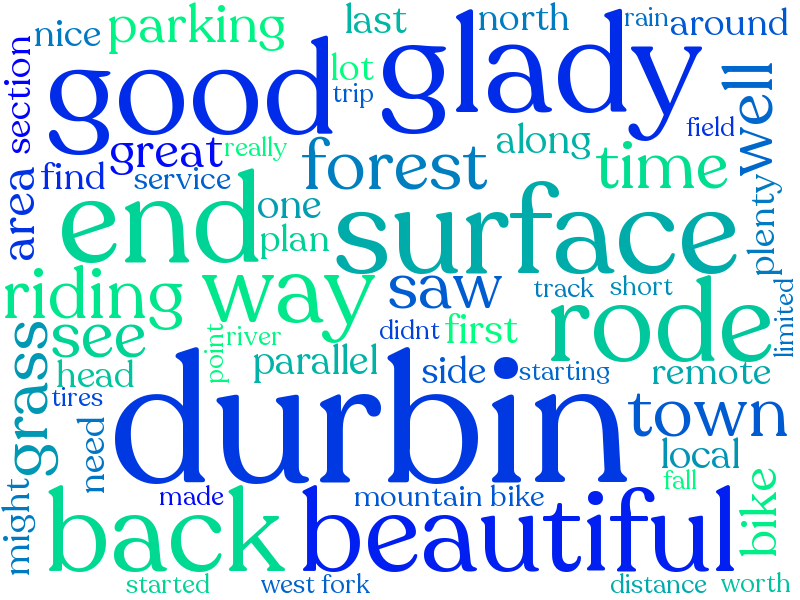 nice
parking
last
north
rain
around
section
good
lot
trip
glady
well
great
really
along
field
find
service
forest
time
area
end
one
plan
surface
plenty
riding
way
saw
track
short
limited
see
point
river
didnt
first
rode
head
parallel
side
starting
remote
grass
tires
durbin
town
need
local
might
back
made
mountain bike
beautiful
fall
bike
started
west fork
distance
worth